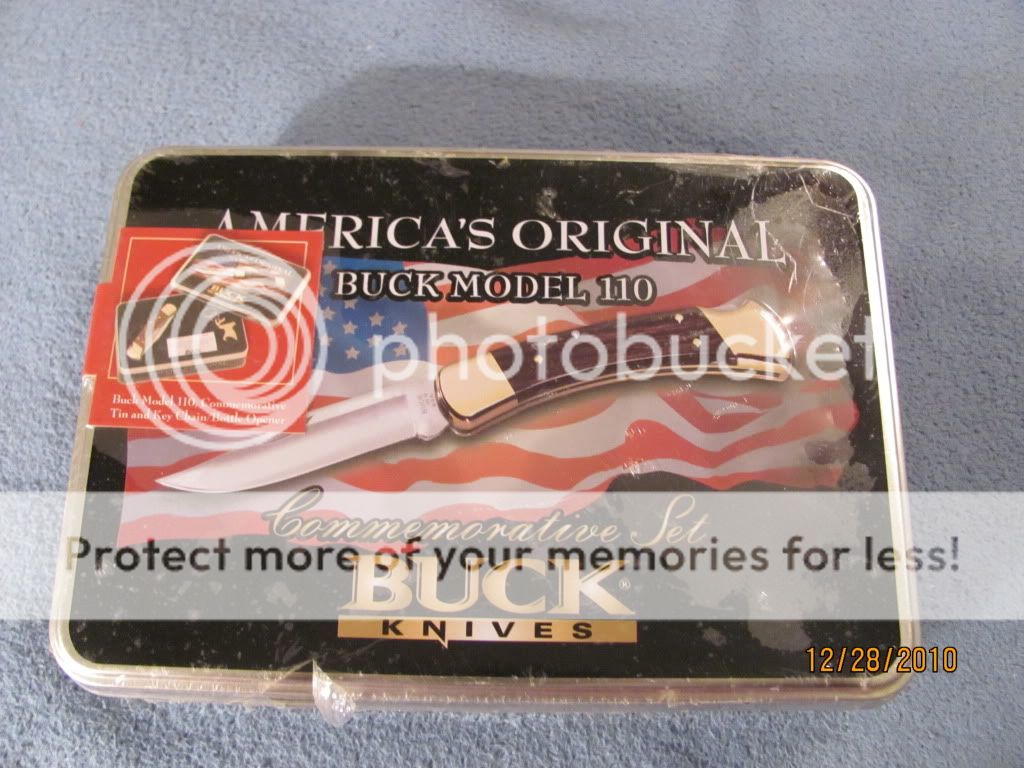 AMERICA'S ORIGINAL
BUCK MODEL 110
photobucket
Buck Model 110, Commemorative
Tin and Key Chain/Bottle Opener
Commemorative Set
Protect more of your memories for less!
BUCK®
KNIVES
12/28/2010